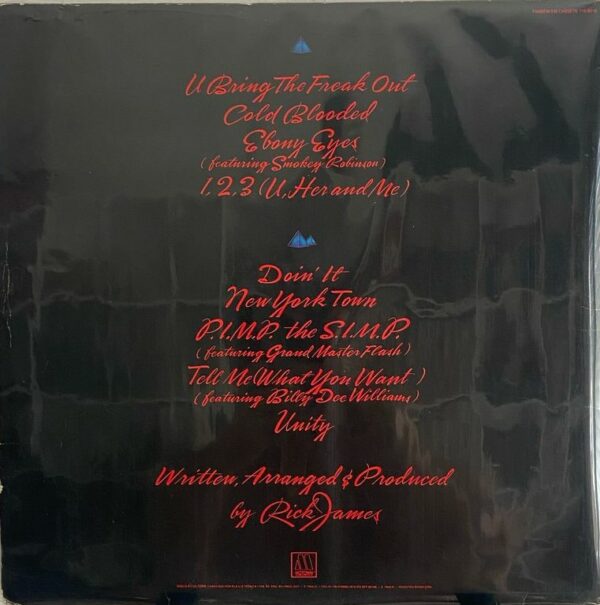 U Bring The Freak Out
Cold Blooded
Ebony Eyes
(featuring Smokey Robinson)
1, 2, 3 (U, Her and Me)
Doin' It
New York Town
P.I.M.P. the S.I.M.P.
(featuring Grand Master Flash)
Tell Me What You Want)
(featuring Billy Dee Williams)
Unity
Written, Arranged & Produced
by Rick James
MOTOWN